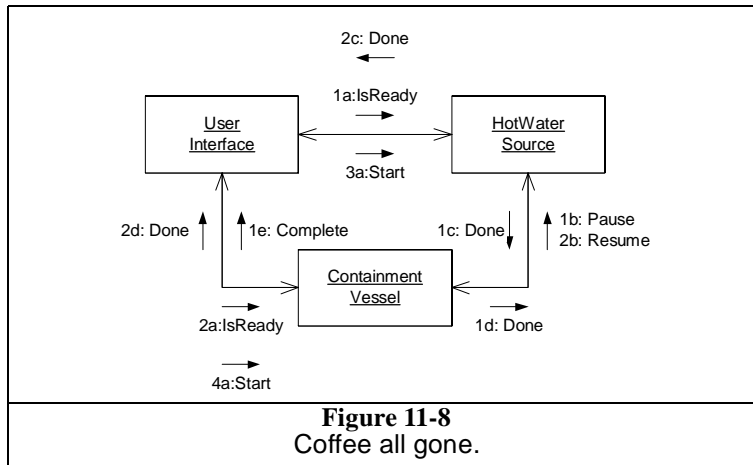 2c: Done
1a:IsReady
User
Interface
HotWater
Source
3a:Start
2d: Done
1e: Complete
1c: Done
1b: Pause
2b: Resume
Containment
Vessel
2a:IsReady
1d: Done
4a:Start
Figure 11-8
Coffee all gone.